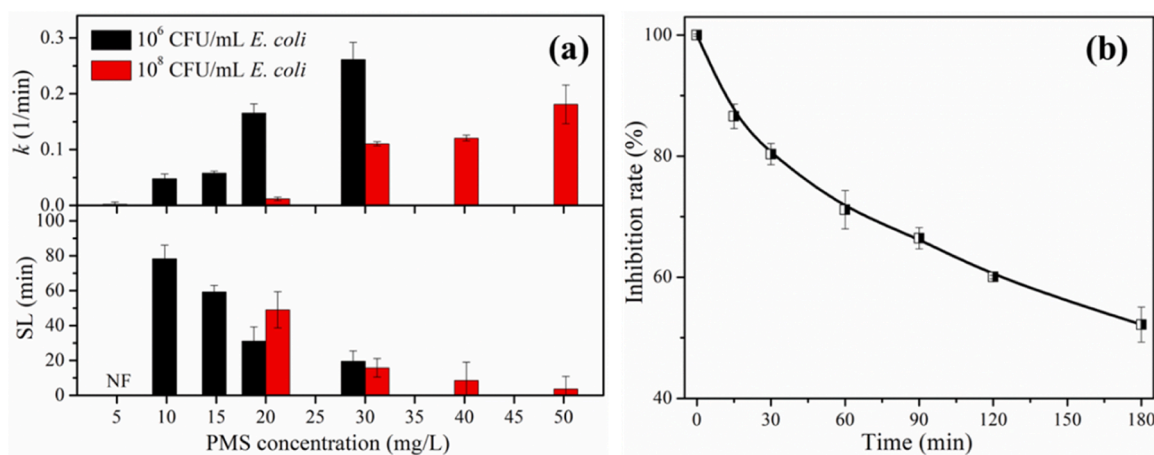 0.3
0.2
0.1
0.0
k (1/min)
10⁶ CFU/mL E. coli
10⁸ CFU/mL E. coli
(a)
100
80
60
40
20
0
SL (min)
NF
5 10 15 20 25 30 35 40 45 50
PMS concentration (mg/L)
(b)
100
80
60
40
Inhibition rate (%)
0 30 60 90 120 150 180
Time (min)